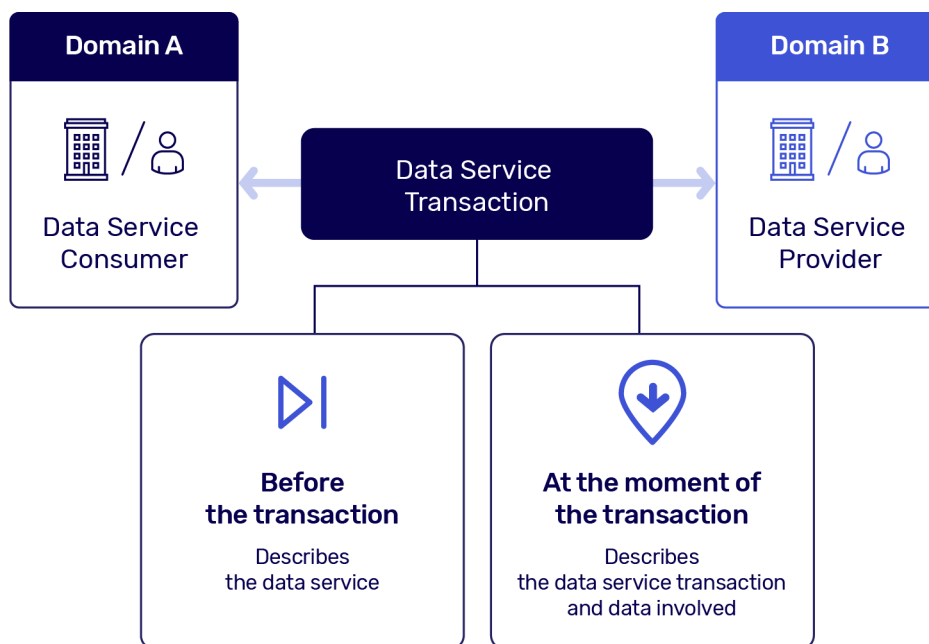 Domain A
Data Service
Consumer
Data Service
Transaction
Domain B
Data Service
Provider
Before
the transaction
Describes
the data service
At the moment of
the transaction
Describes
the data service transaction
and data involved